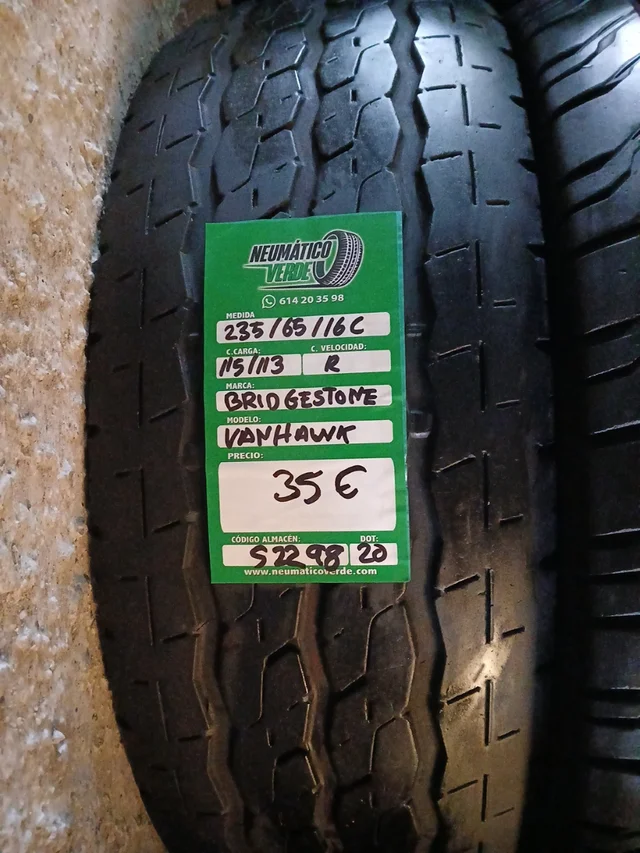 NEUMÁTICO
VERDE
614 20 35 98
MEDIDA
235/65/16C
C.CARGA: C. VELOCIDAD:
115/113 R
MARCA:
BRIDGESTONE
MODELO:
VANHAWK
PRECIO:
35 €
CÓDIGO ALMACÉN: DOT:
S2298 20
www.neumaticoverde.com